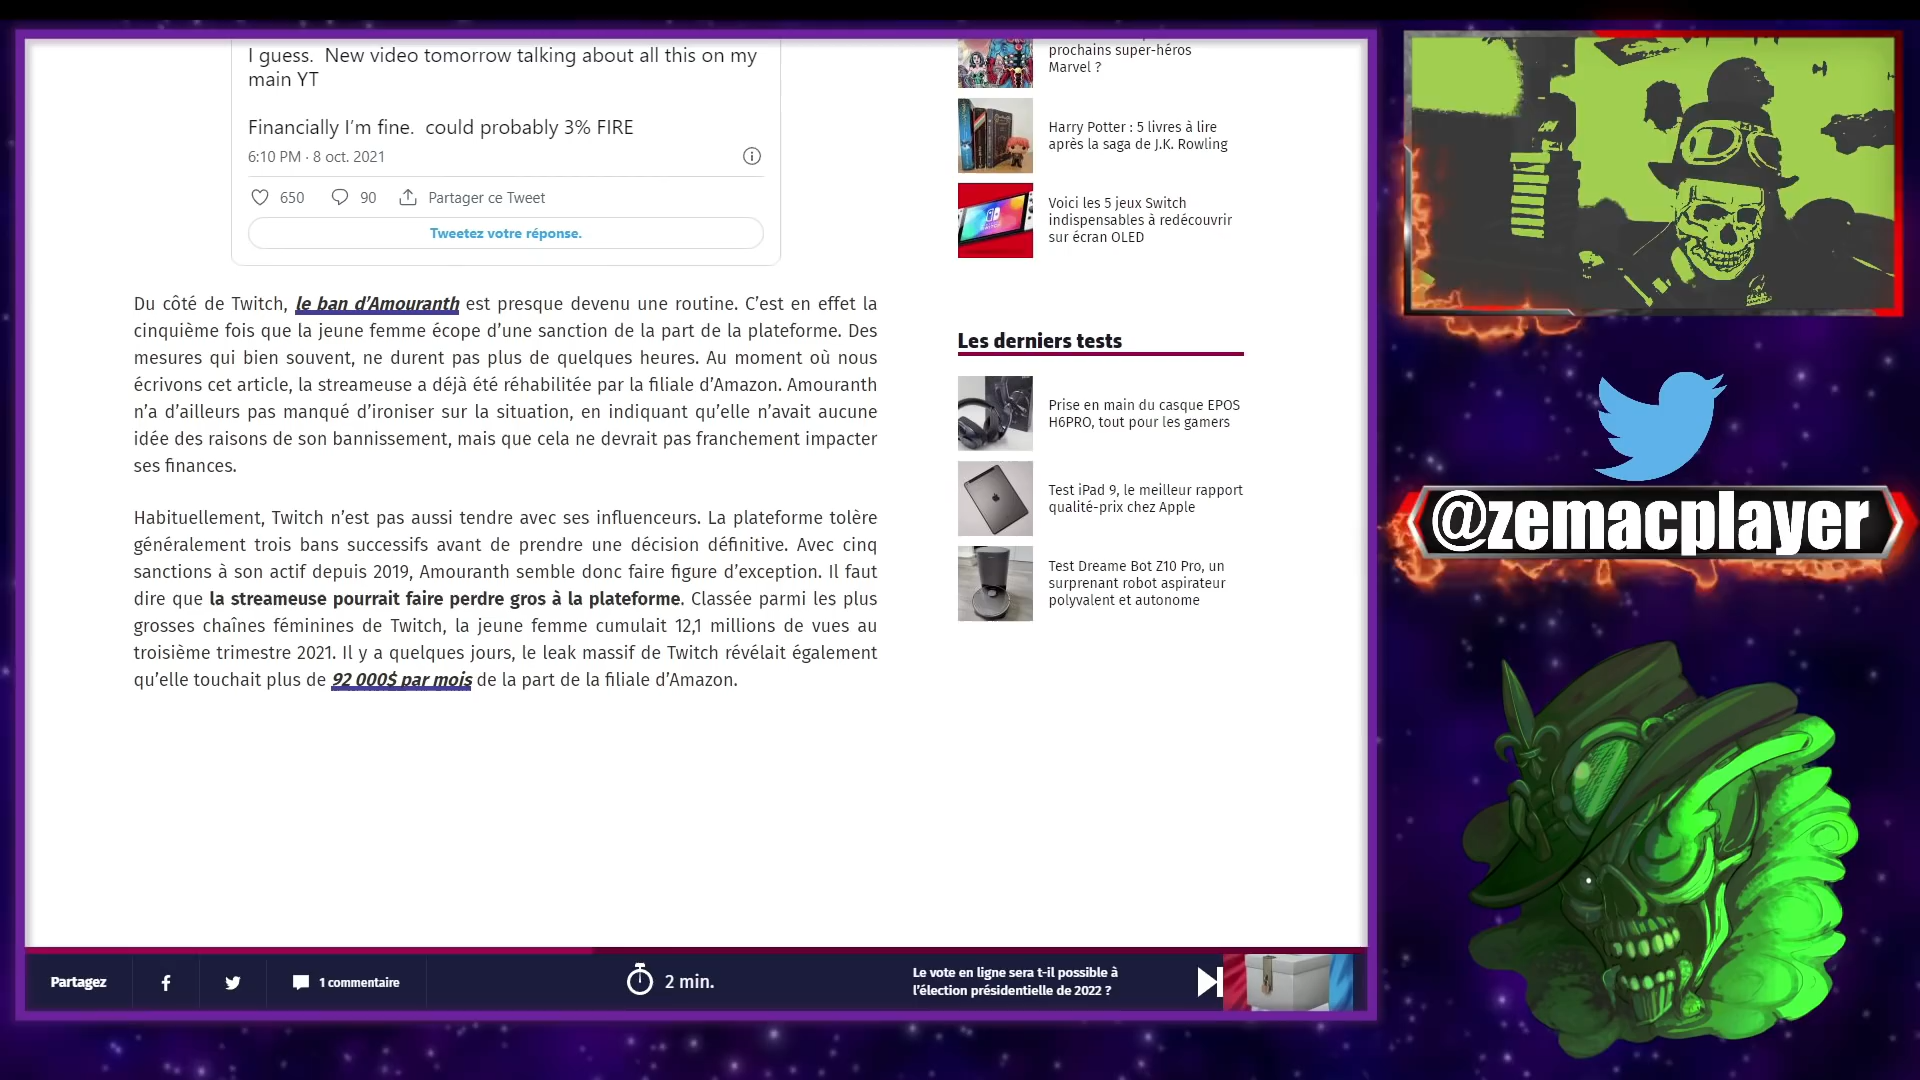 I guess.  New video tomorrow talking about all this on my
main YT
Financially I'm fine.  could probably 3% FIRE
6:10 PM · 8 oct. 2021
650
90
Partager ce Tweet
Tweetez votre réponse.
Du côté de Twitch, le ban d’Amouranth est presque devenu une routine. C’est en effet la
cinquième fois que la jeune femme écope d’une sanction de la part de la plateforme. Des
mesures qui bien souvent, ne durent pas plus de quelques heures. Au moment où nous
écrivons cet article, la streameuse a déjà été réhabilitée par la filiale d’Amazon. Amouranth
n’a d’ailleurs pas manqué d’ironiser sur la situation, en indiquant qu’elle n’avait aucune
idée des raisons de son bannissement, mais que cela ne devrait pas franchement impacter
ses finances.
Habituellement, Twitch n’est pas aussi tendre avec ses influenceurs. La plateforme tolère
généralement trois bans successifs avant de prendre une décision définitive. Avec cinq
sanctions à son actif depuis 2019, Amouranth semble donc faire figure d’exception. Il faut
dire que la streameuse pourrait faire perdre gros à la plateforme. Classée parmi les plus
grosses chaînes féminines de Twitch, la jeune femme cumulait 12,1 millions de vues au
troisième trimestre 2021. Il y a quelques jours, le leak massif de Twitch révélait également
qu’elle touchait plus de 92 000$ par mois de la part de la filiale d’Amazon.
prochains super-héros
Marvel ?
Harry Potter : 5 livres à lire
après la saga de J.K. Rowling
Voici les 5 jeux Switch
indispensables à redécouvrir
sur écran OLED
Les derniers tests
Prise en main du casque EPOS
H6PRO, tout pour les gamers
Test iPad 9, le meilleur rapport
qualité-prix chez Apple
Test Dreame Bot Z10 Pro, un
surprenant robot aspirateur
polyvalent et autonome
Partagez
1 commentaire
2 min.
Le vote en ligne sera t-il possible à
l’élection présidentielle de 2022 ?
@zemacplayer